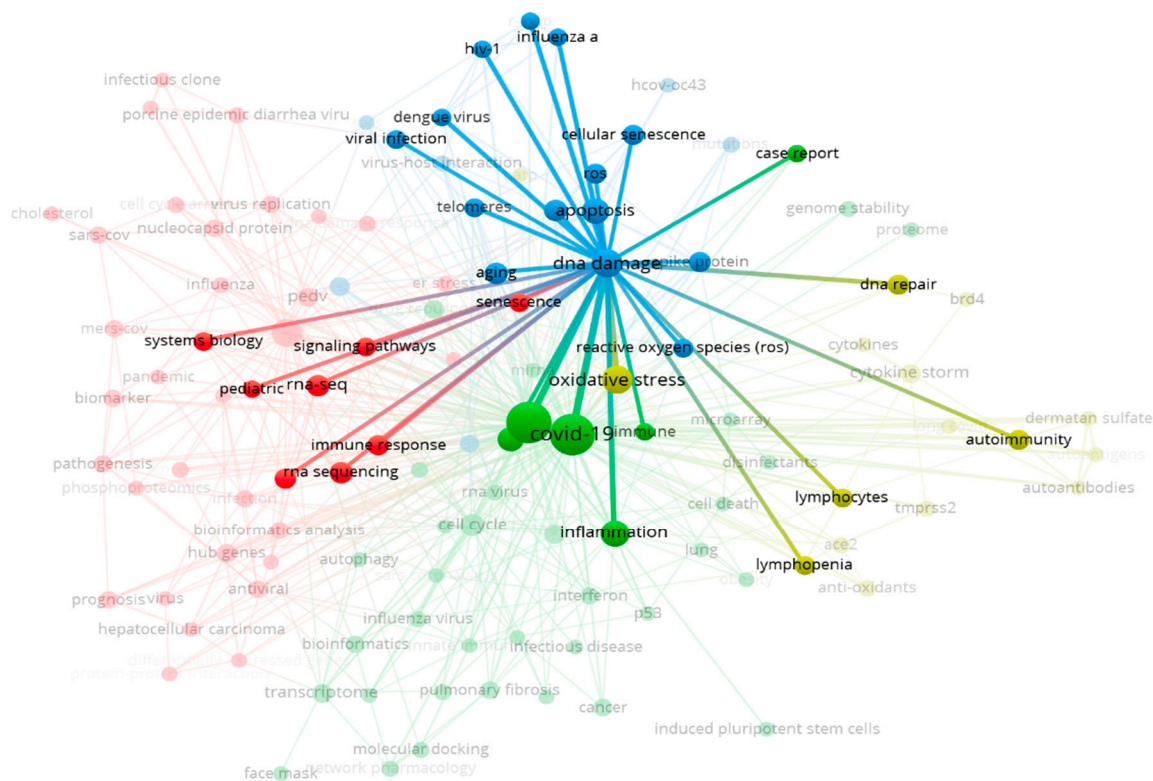 influenza a
hiv-1
infectious clone
hcov-oc43
porcine epidemic diarrhea viru
dengue virus
viral infection
cellular senescence
mutations
case report
virus-host interaction
ros
cholesterol
virus replication
telomeres
apoptosis
genome stability
sars-cov
nucleocapsid protein
proteome
dna damage
spike protein
aging
er stress
dna repair
influenza
pedv
senescence
brd4
mers-cov
systems biology
signaling pathways
reactive oxygen species (ros)
cytokines
pandemic
pediatric
rna-seq
oxidative stress
cytokine storm
biomarker
microarray
dermatan sulfate
covid-19
immune
autoimmunity
immune response
autoantigens
pathogenesis
rna sequencing
disinfectants
phosphoproteomics
infection
rna virus
cell death
lymphocytes
autoantibodies
tmprss2
bioinformatics analysis
cell cycle
inflammation
hub genes
autophagy
lung
ace2
lymphopenia
obesity
antiviral
anti-oxidants
prognosis
virus
interferon
p53
influenza virus
hepatocellular carcinoma
bioinformatics
infectious disease
transcriptome
pulmonary fibrosis
cancer
induced pluripotent stem cells
molecular docking
face mask
network pharmacology